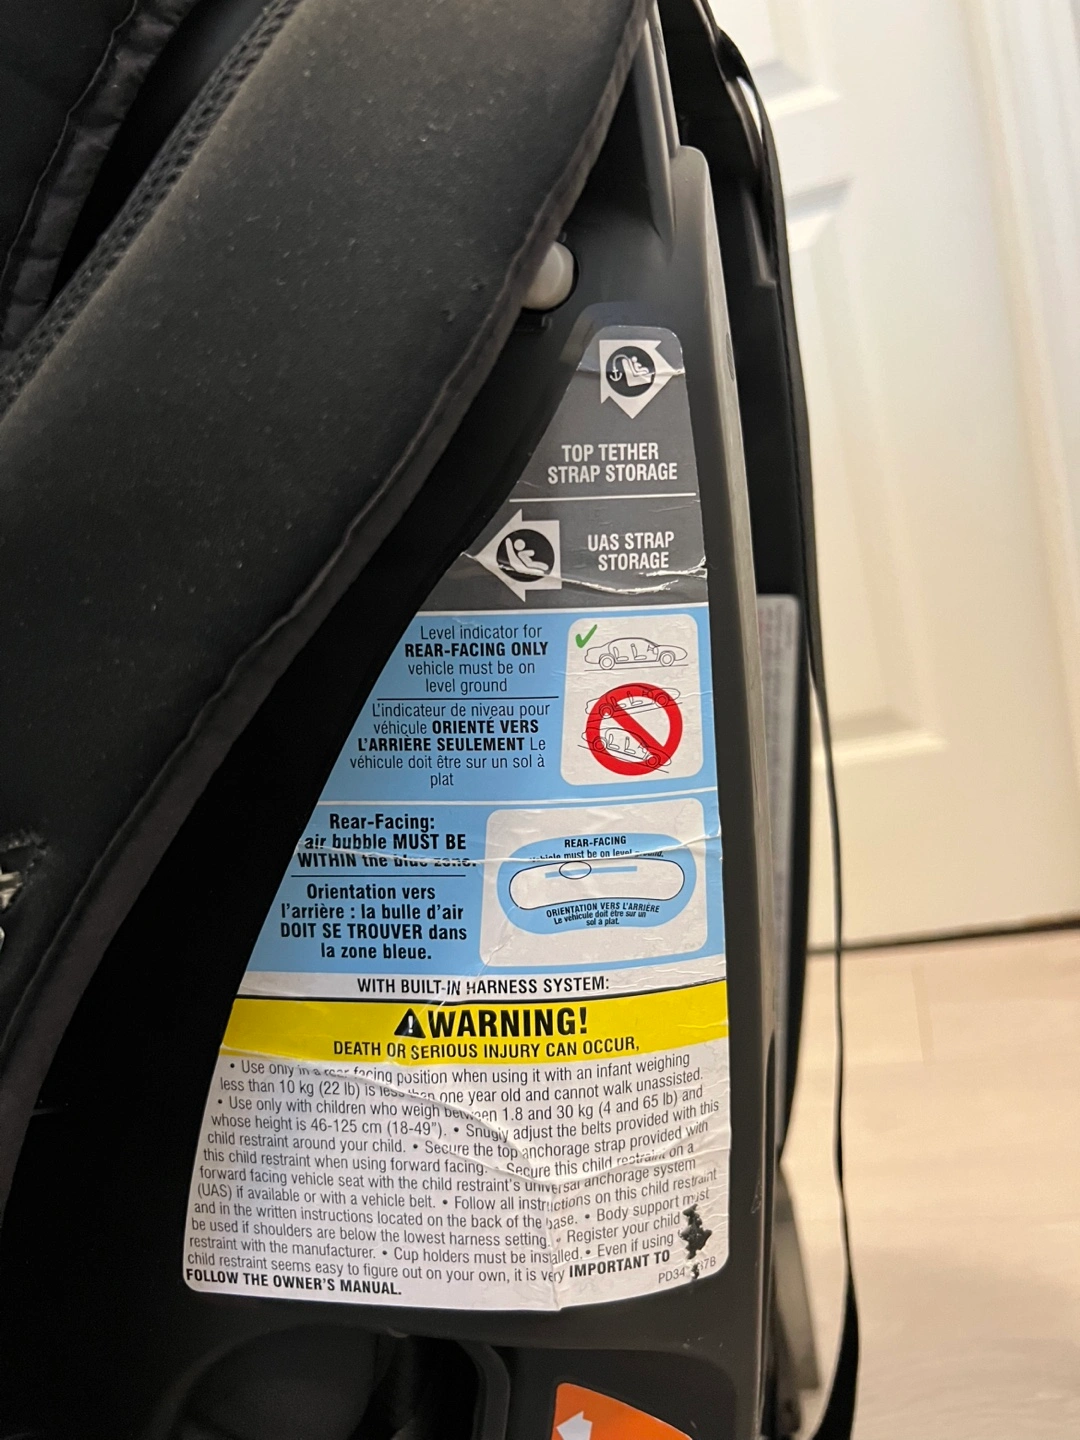 TOP TETHER
STRAP STORAGE
UAS STRAP
STORAGE
Level indicator for
REAR-FACING ONLY
vehicle must be on
level ground
L'indicateur de niveau pour
véhicule ORIENTÉ VERS
L'ARRIÈRE SEULEMENT Le
véhicule doit être sur un sol à
plat
Rear-Facing:
air bubble MUST BE
WITHIN the blue zone.
Orientation vers
l'arrière : la bulle d'air
DOIT SE TROUVER dans
la zone bleue.
REAR-FACING
must be on level
ORIENTATION VERS L'ARRIÈRE
Le véhicule doit être sur un
sol à plat.
WITH BUILT-IN HARNESS SYSTEM:
WARNING!
DEATH OR SERIOUS INJURY CAN OCCUR,
• Use only in a rear facing position when using it with an infant weighing
less than 10 kg (22 lb) is less than one year old and cannot walk unassisted.
• Use only with children who weigh between 1.8 and 30 kg (4 and 65 lb) and
whose height is 46-125 cm (18-49"). • Snugly adjust the belts provided with this
child restraint around your child. • Secure the top anchorage strap provided with
this child restraint when using forward facing. • Secure this child restraint on a
forward facing vehicle seat with the child restraint's universal anchorage system
(UAS) if available or with a vehicle belt. • Follow all instructions on this child restraint
and in the written instructions located on the back of the base. • Body support must
be used if shoulders are below the lowest harness setting. • Register your child
restraint with the manufacturer. • Cup holders must be installed. • Even if using
child restraint seems easy to figure out on your own, it is very IMPORTANT TO
FOLLOW THE OWNER'S MANUAL.